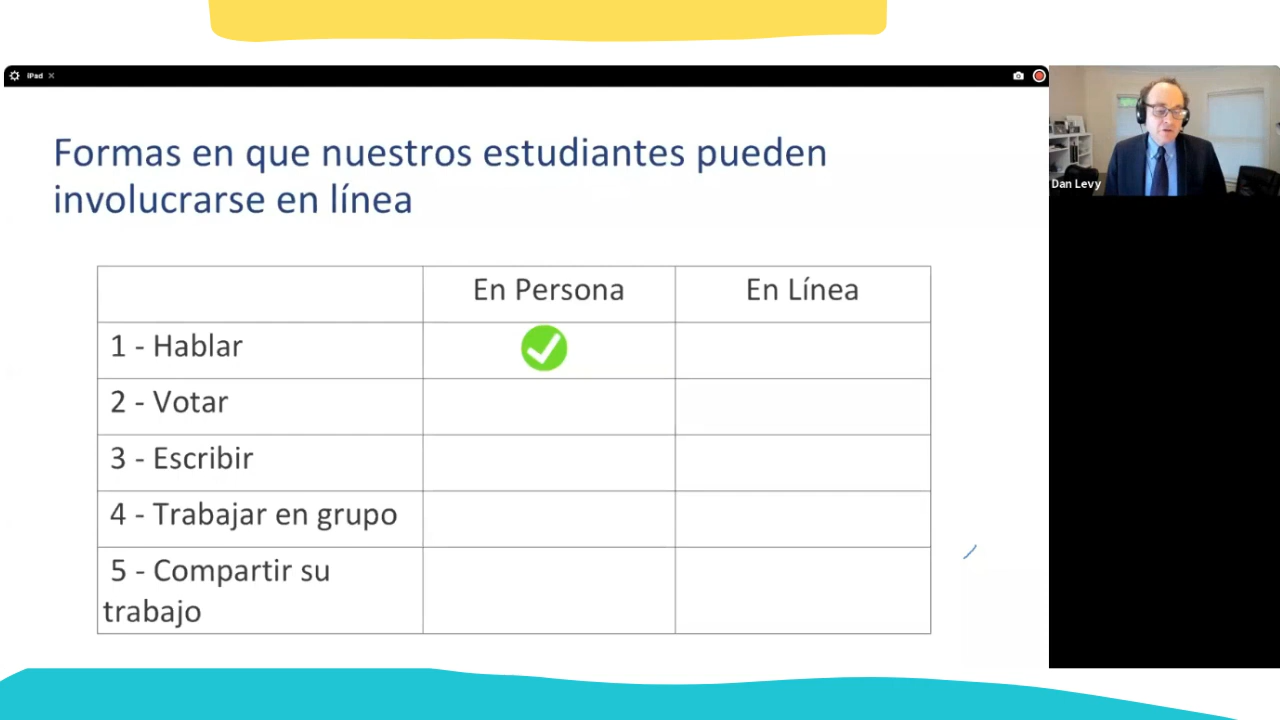 iPad
Formas en que nuestros estudiantes pueden
involucrarse en línea
En Persona
En Línea
1 - Hablar
2 - Votar
3 - Escribir
4 - Trabajar en grupo
5 - Compartir su
trabajo
Dan Levy